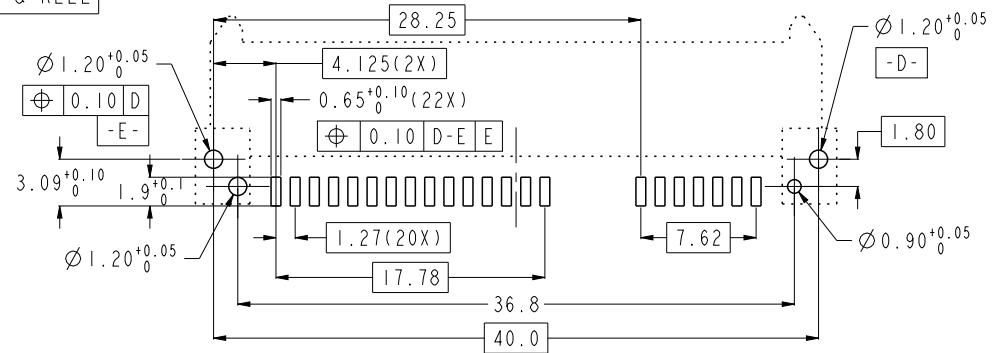 & REEL
28.25
Ø1.20 +0.05 0
Ø1.20 +0.05 0
4.125(2X)
-D-
⌖ 0.10 D
0.65 +0.10 0 (22X)
-E-
⌖ 0.10 D-E E
1.80
3.09 +0.10 0
1.9 +0.1 0
1.27(20X)
7.62
Ø0.90 +0.05 0
Ø1.20 +0.05 0
17.78
36.8
40.0